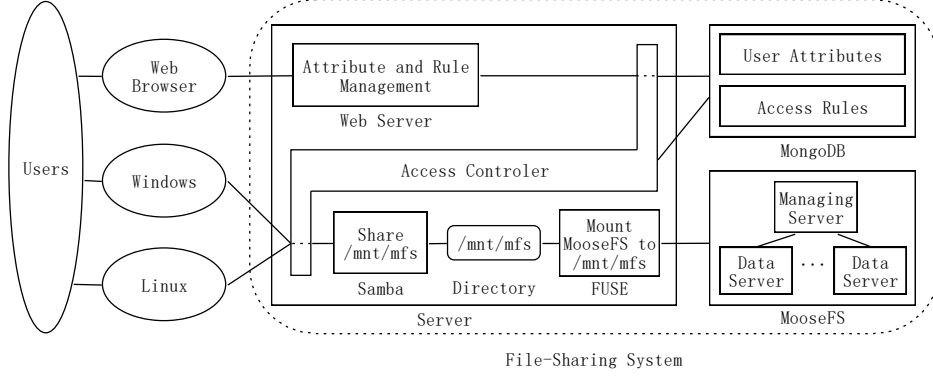 Users
Web
Browser
Windows
Linux
Attribute and Rule
Management
Web Server
Access Controler
Share
/mnt/mfs
Samba
/mnt/mfs
Directory
Mount
MooseFS to
/mnt/mfs
FUSE
Server
User Attributes
Access Rules
MongoDB
Managing
Server
Data
Server
...
Data
Server
MooseFS
File-Sharing System